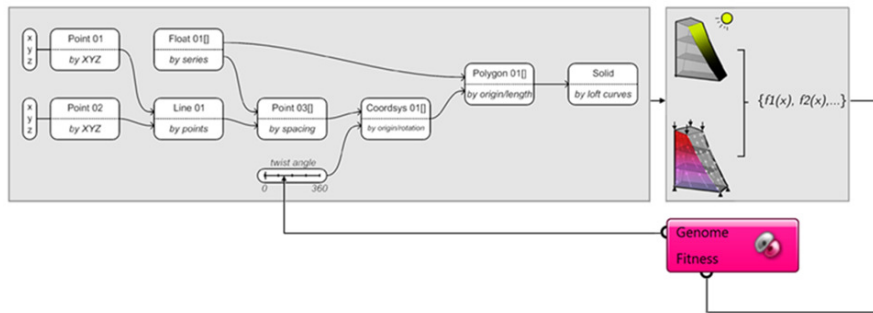 x
y
z
Point 01
by XYZ
Float 01[]
by series
x
y
z
Point 02
by XYZ
Line 01
by points
Point 03[]
by spacing
Coordsys 01[]
by origin/rotation
Polygon 01[]
by origin/length
Solid
by loft curves
twist angle
0 360
{f1(x), f2(x),...}
Genome
Fitness